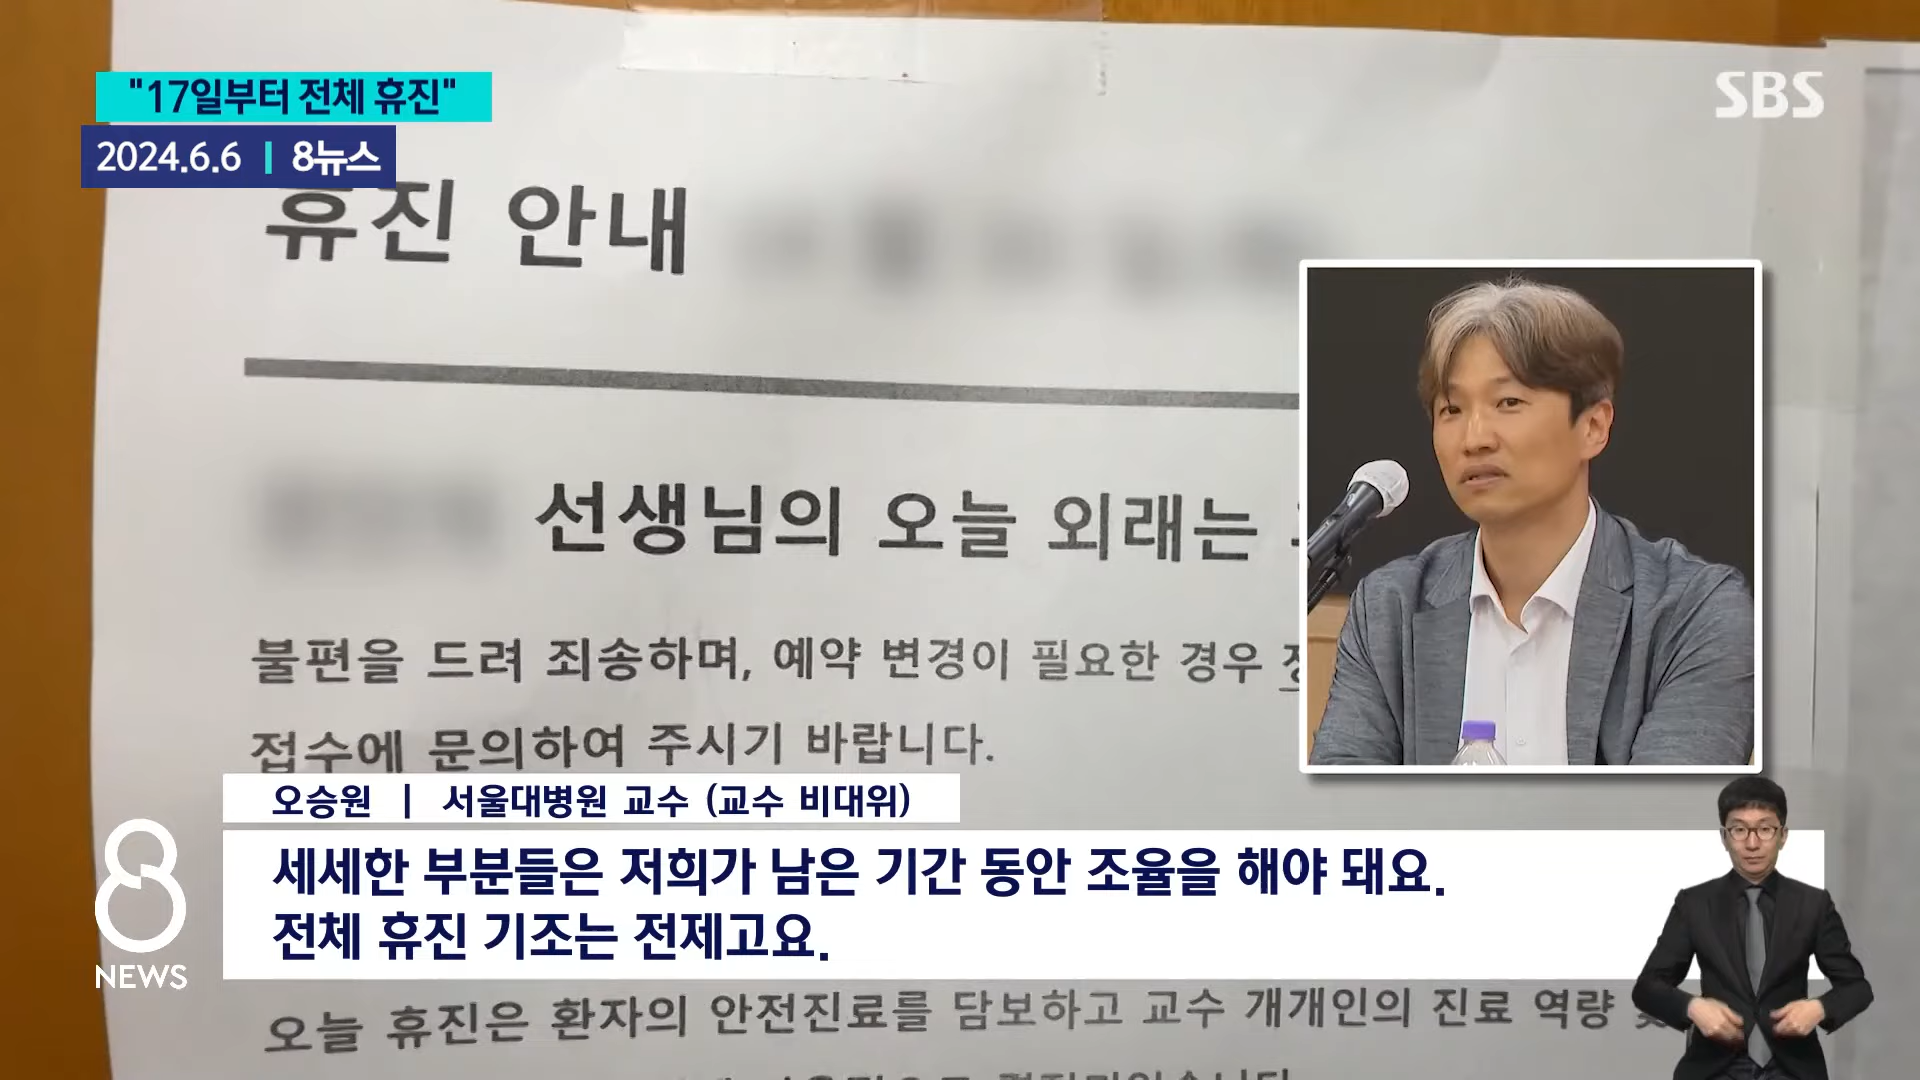 "17일부터 전체 휴진"
SBS
2024.6.6 | 8뉴스
휴진 안내
선생님의 오늘 외래는
불편을 드려 죄송하며, 예약 변경이 필요한 경우
접수에 문의하여 주시기 바랍니다.
오승원 | 서울대병원 교수 (교수 비대위)
세세한 부분들은 저희가 남은 기간 동안 조율을 해야 돼요.
전체 휴진 기조는 전제고요.
8
NEWS
오늘 휴진은 환자의 안전진료를 담보하고 교수 개개인의 진료 역량